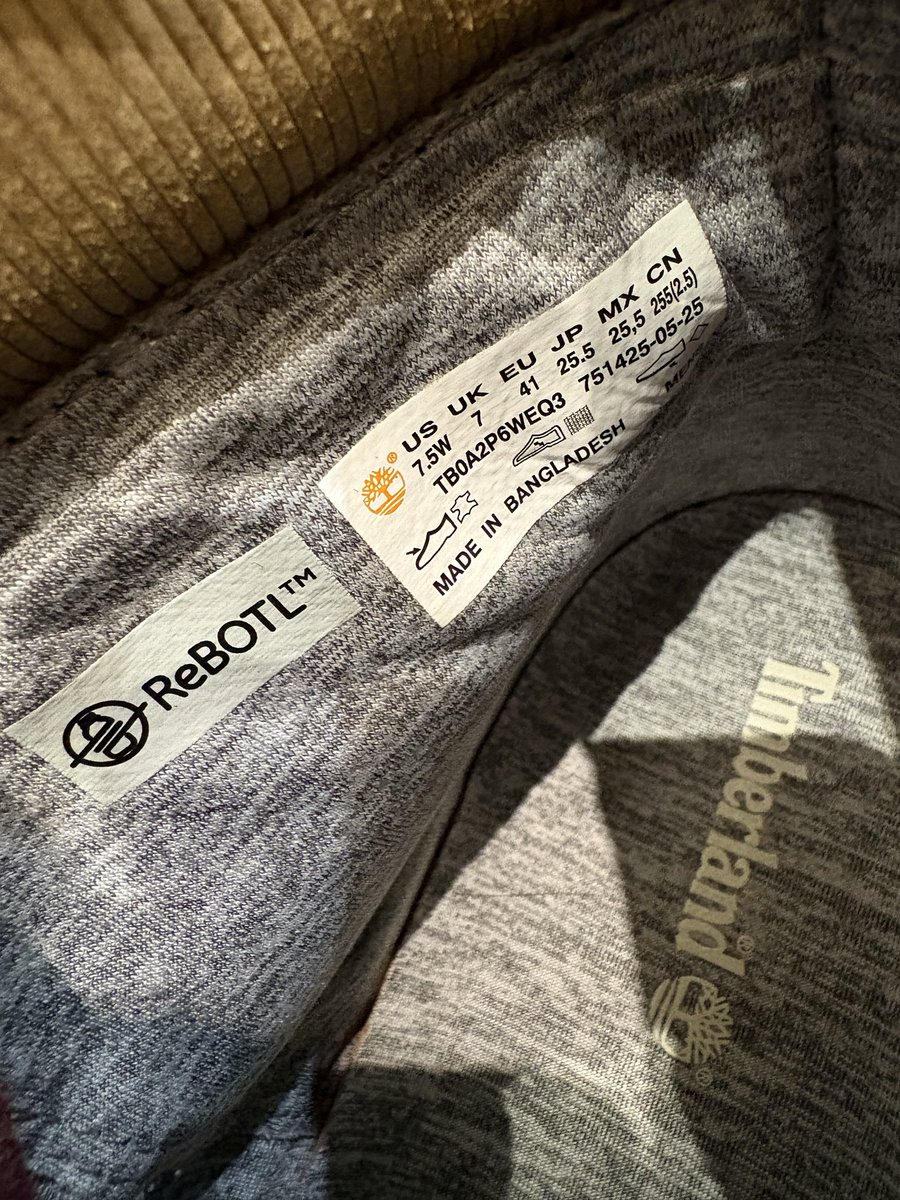 US UK EU JP MX CN
7.5W 7 41 25.5 25,5 255(2.5)
TB0A2P6WEQ3 751425-05-25
MADE IN BANGLADESH
ReBOTL™
Timberland®